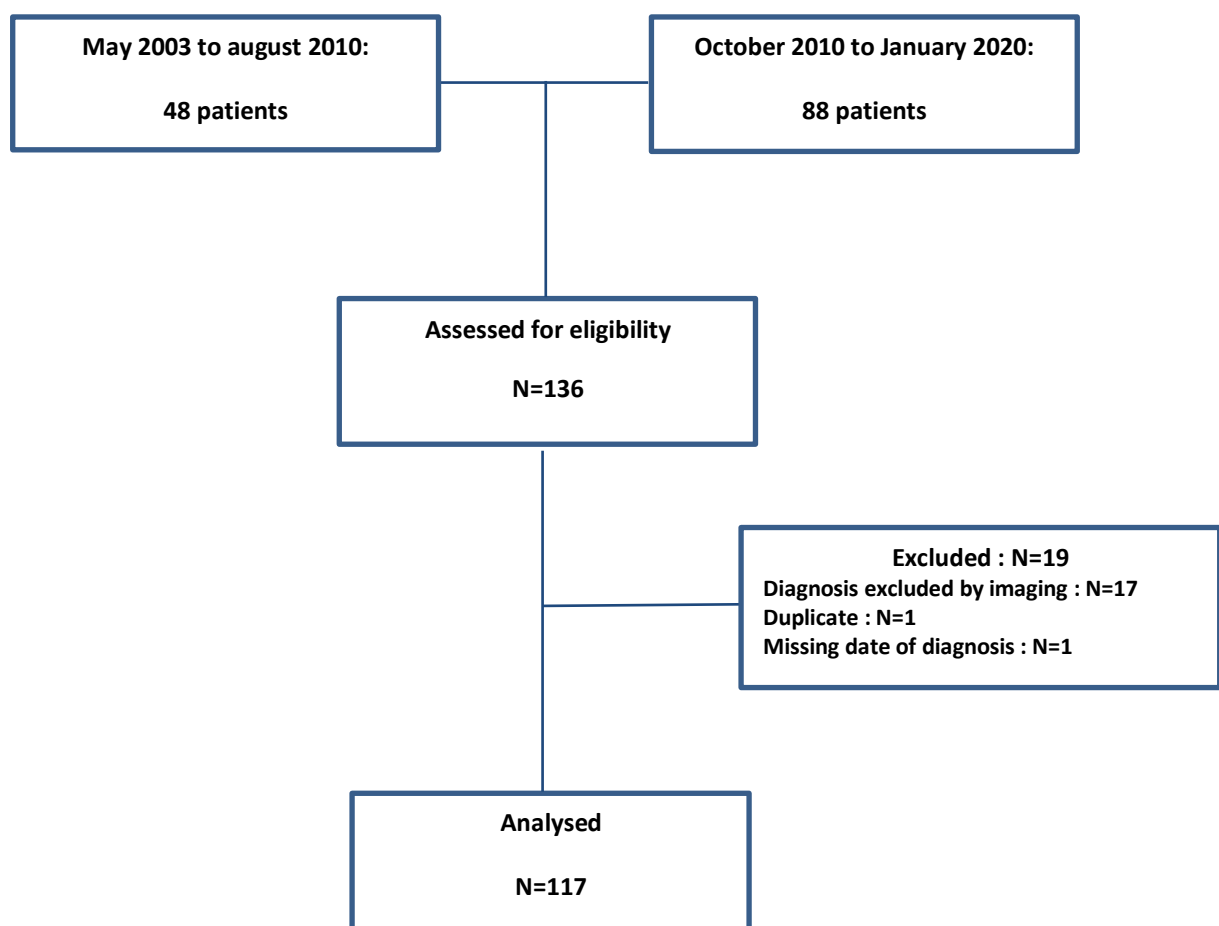 May 2003 to august 2010:
48 patients
October 2010 to January 2020:
88 patients
Assessed for eligibility
N=136
Excluded : N=19
Diagnosis excluded by imaging : N=17
Duplicate : N=1
Missing date of diagnosis : N=1
Analysed
N=117